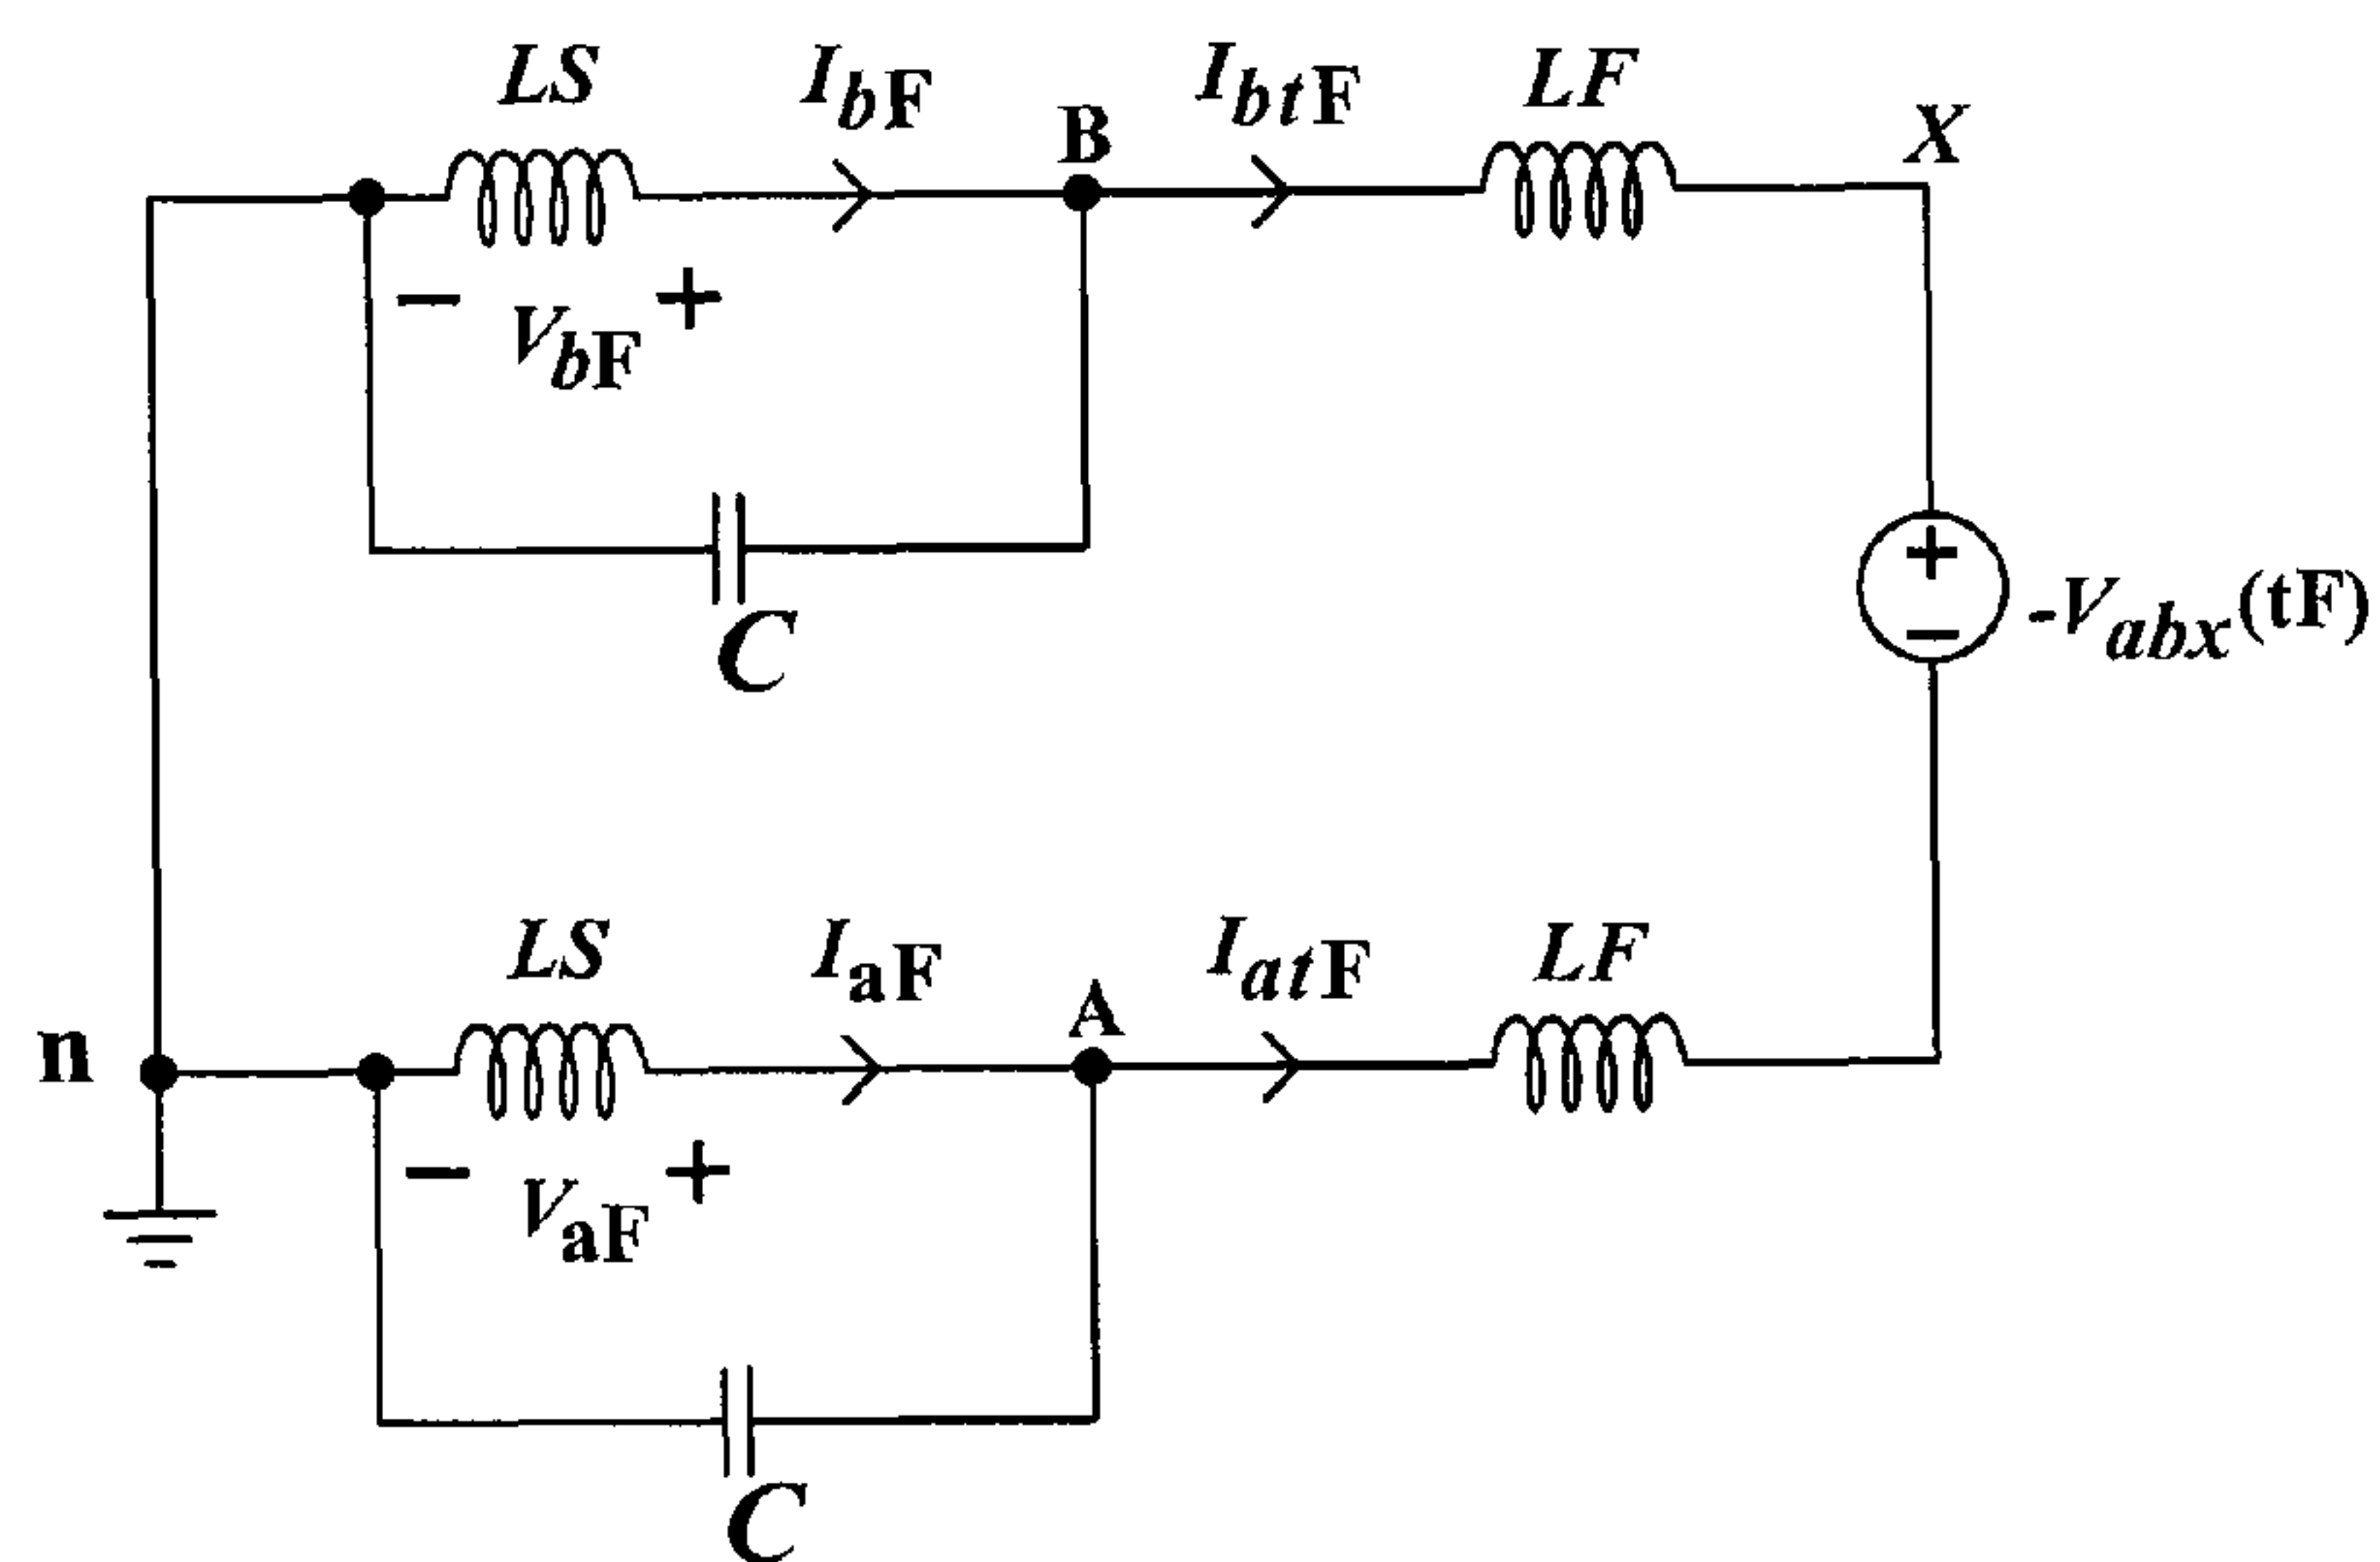 LS
I_bF
B
I_btF
LF
X
− V_bF +
C
+
−
-V_abx(tF)
LS
I_aF
A
I_atF
LF
n
− V_aF +
C